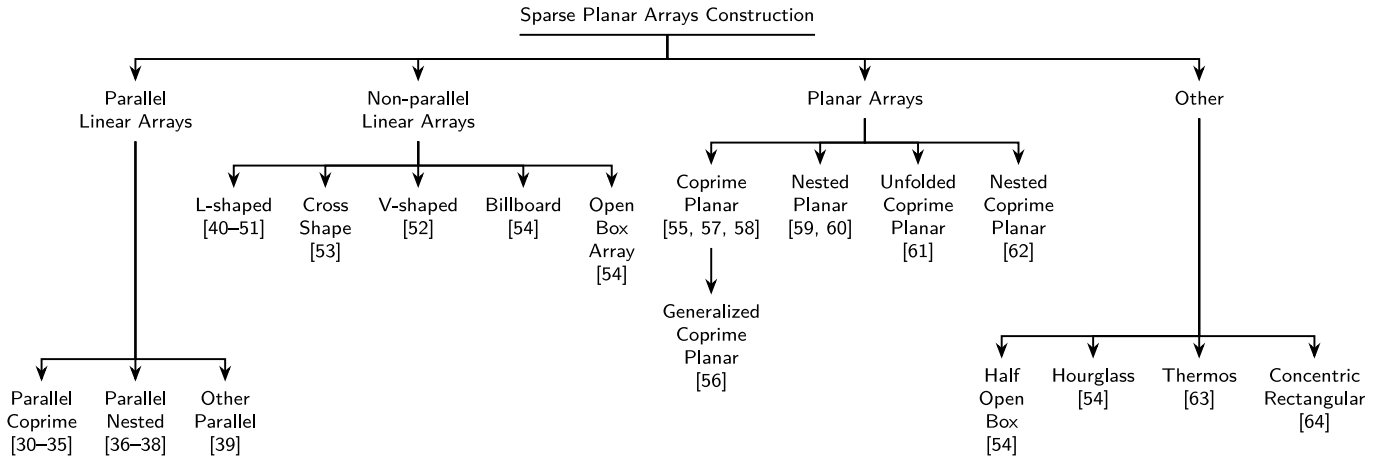 Sparse Planar Arrays Construction
Parallel
Linear Arrays
Non-parallel
Linear Arrays
Planar Arrays
Other
L-shaped
[40–51]
Cross
Shape
[53]
V-shaped
[52]
Billboard
[54]
Open
Box
Array
[54]
Coprime
Planar
[55, 57, 58]
Nested
Planar
[59, 60]
Unfolded
Coprime
Planar
[61]
Nested
Coprime
Planar
[62]
Generalized
Coprime
Planar
[56]
Parallel
Coprime
[30–35]
Parallel
Nested
[36–38]
Other
Parallel
[39]
Half
Open
Box
[54]
Hourglass
[54]
Thermos
[63]
Concentric
Rectangular
[64]